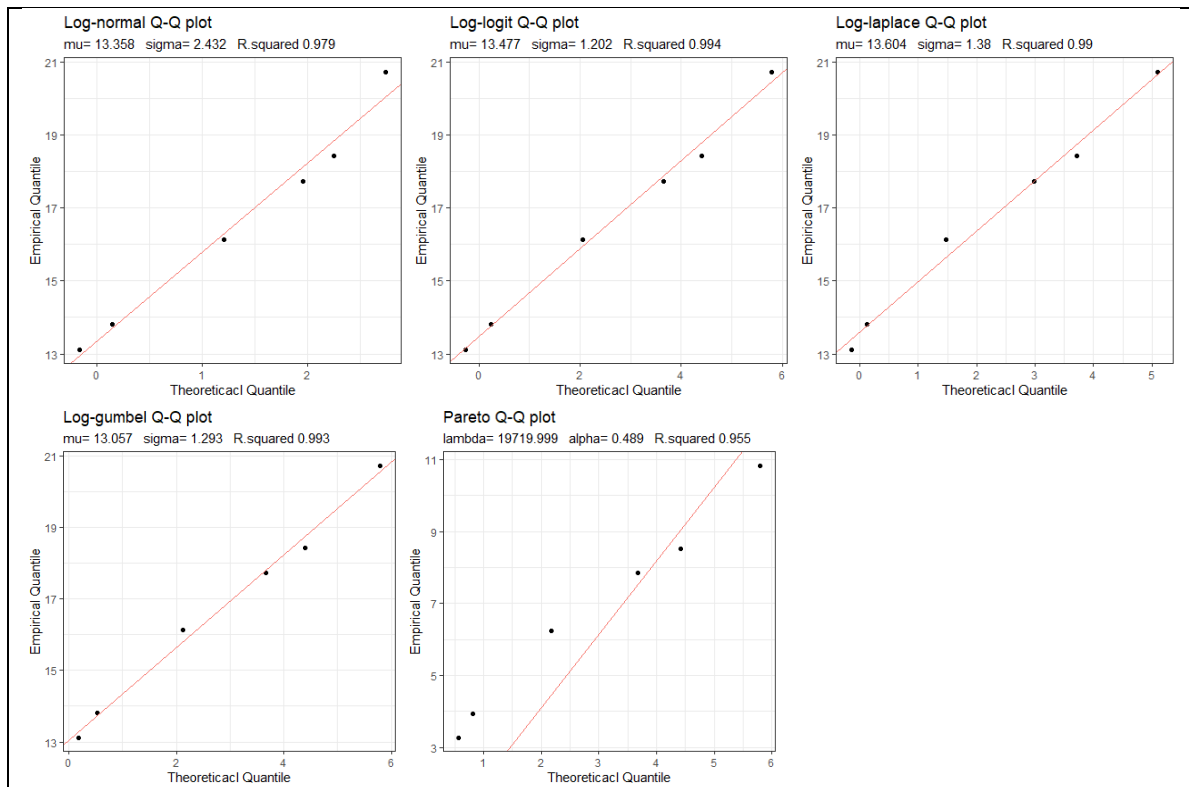 Log-normal Q-Q plot
mu= 13.358 sigma= 2.432 R.squared 0.979
21
19
17
15
13
Empirical Quantile
0
1
2
Theoreticacl Quantile
Log-logit Q-Q plot
mu= 13.477 sigma= 1.202 R.squared 0.994
21
19
17
15
13
Empirical Quantile
0
2
4
6
Theoreticacl Quantile
Log-laplace Q-Q plot
mu= 13.604 sigma= 1.38 R.squared 0.99
21
19
17
15
13
Empirical Quantile
0
1
2
3
4
5
Theoreticacl Quantile
Log-gumbel Q-Q plot
mu= 13.057 sigma= 1.293 R.squared 0.993
21
19
17
15
13
Empirical Quantile
0
2
4
6
Theoreticacl Quantile
Pareto Q-Q plot
lambda= 19719.999 alpha= 0.489 R.squared 0.955
11
9
7
5
3
Empirical Quantile
1
2
3
4
5
6
Theoreticacl Quantile